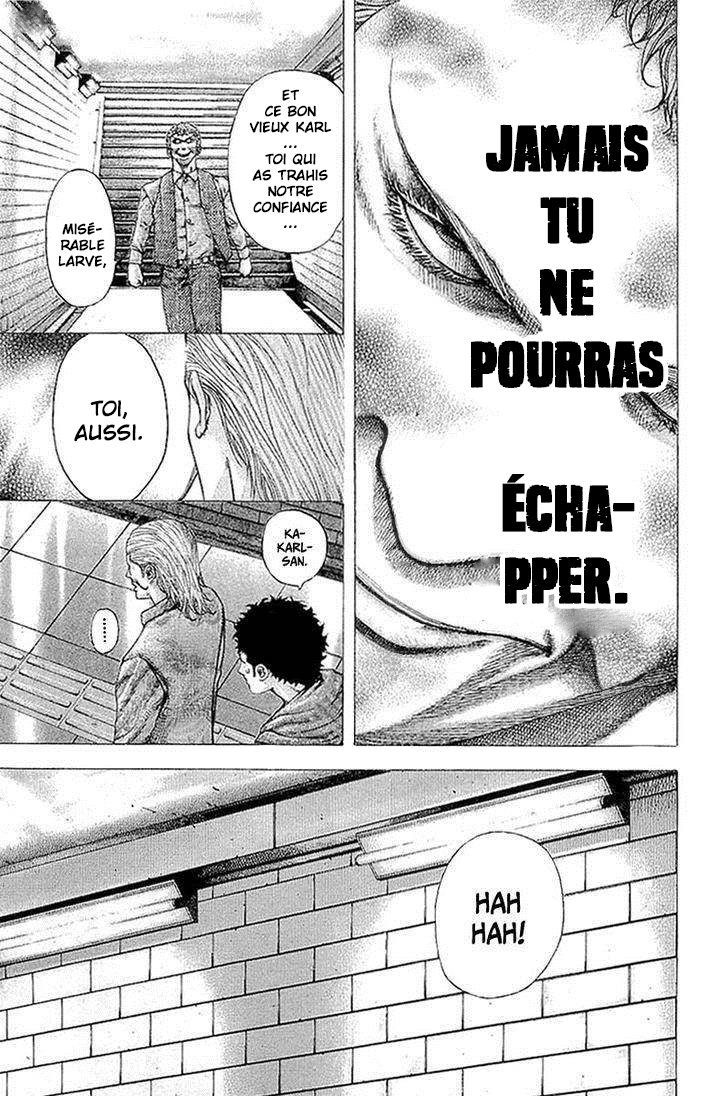 JAMAIS
TU
NE
POURRAS
ÉCHA-
PPER.
ET
CE BON
VIEUX KARL
...
TOI QUI
AS TRAHIS
NOTRE
CONFIANCE
...
MISÉ-
RABLE
LARVE,
TOI,
AUSSI.
KA-
KARL-
SAN.
......
HAH
HAH!